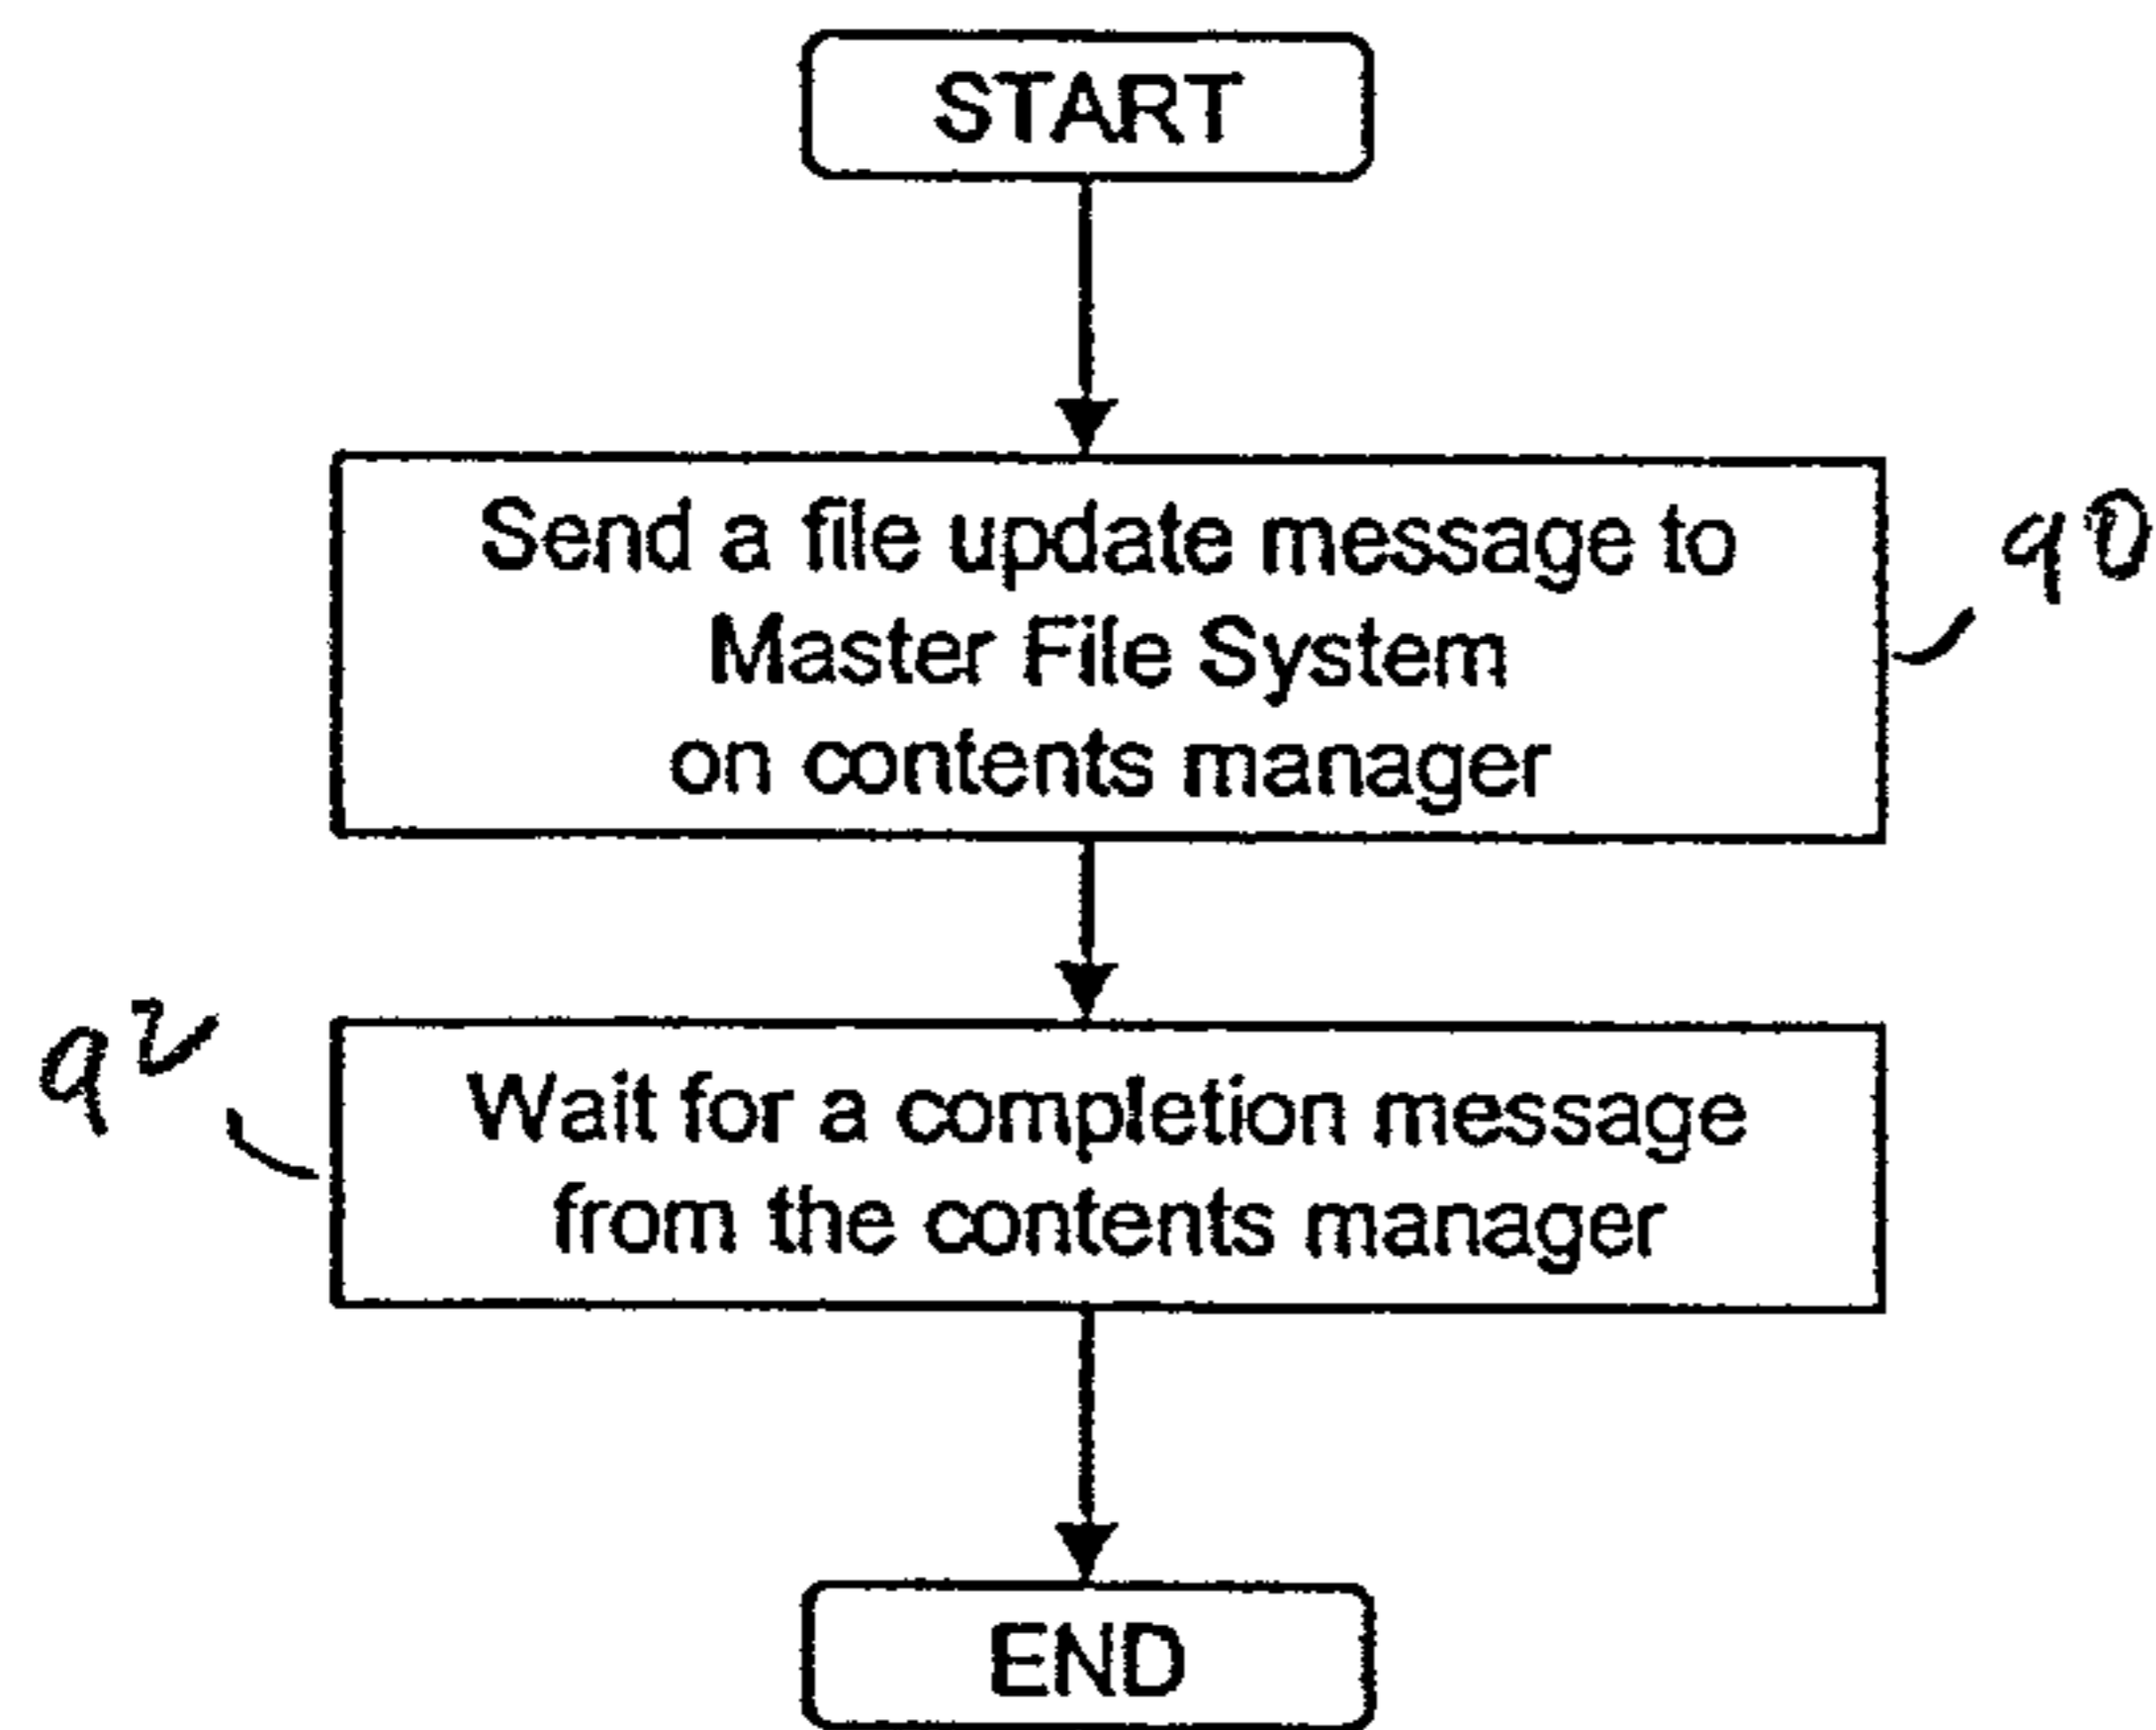 START
Send a file update message to
Master File System
on contents manager
90
92
Wait for a completion message
from the contents manager
END